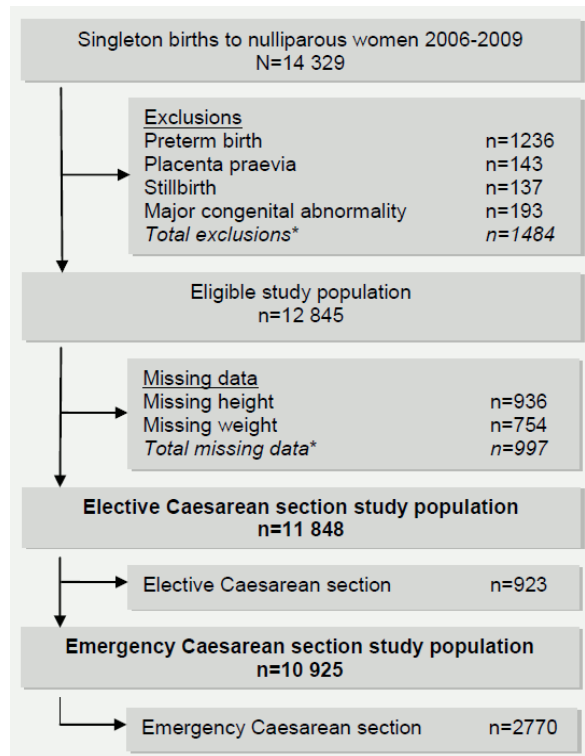 Singleton births to nulliparous women 2006-2009
N=14 329
Exclusions
Preterm birth n=1236
Placenta praevia n=143
Stillbirth n=137
Major congenital abnormality n=193
Total exclusions* n=1484
Eligible study population
n=12 845
Missing data
Missing height n=936
Missing weight n=754
Total missing data* n=997
Elective Caesarean section study population
n=11 848
Elective Caesarean section n=923
Emergency Caesarean section study population
n=10 925
Emergency Caesarean section n=2770